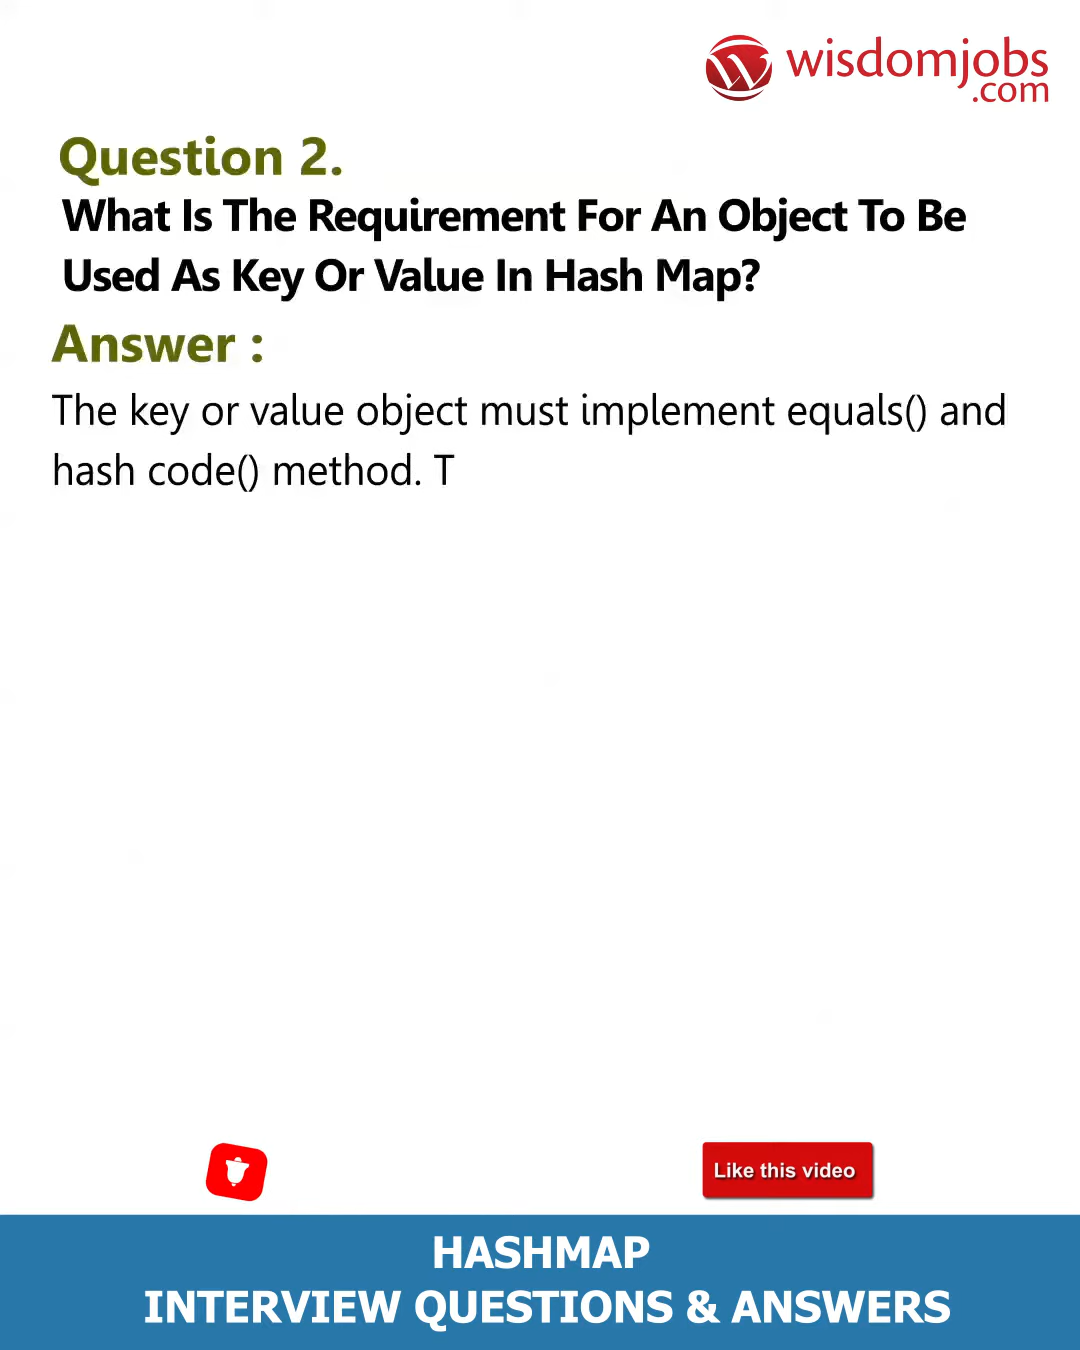 wisdomjobs
.com
Question 2.
What Is The Requirement For An Object To Be
Used As Key Or Value In Hash Map?
Answer :
The key or value object must implement equals() and
hash code() method. T
Like this video
HASHMAP
INTERVIEW QUESTIONS & ANSWERS